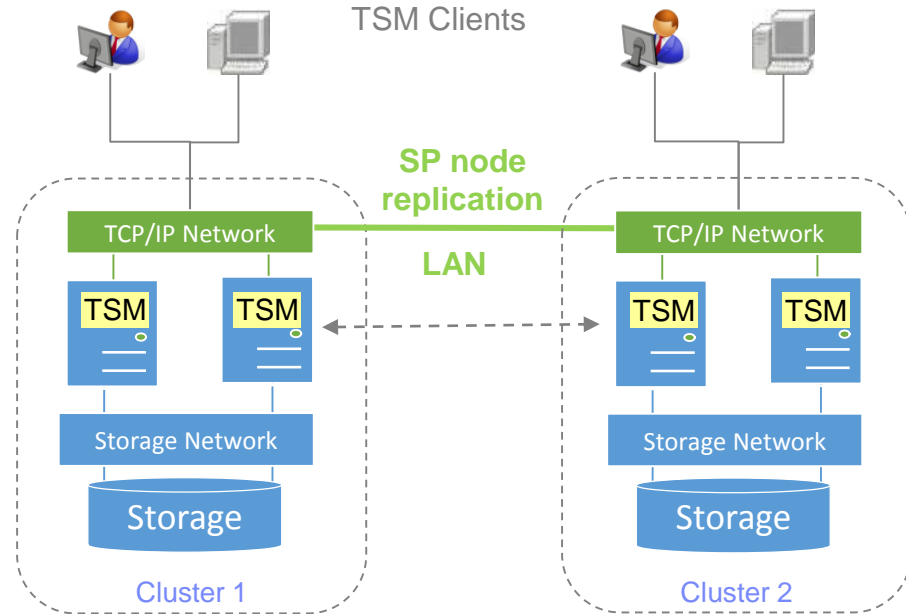 TSM Clients
SP node
replication
LAN
TCP/IP Network
TSM
TSM
Storage Network
Storage
Cluster 1
TCP/IP Network
TSM
TSM
Storage Network
Storage
Cluster 2